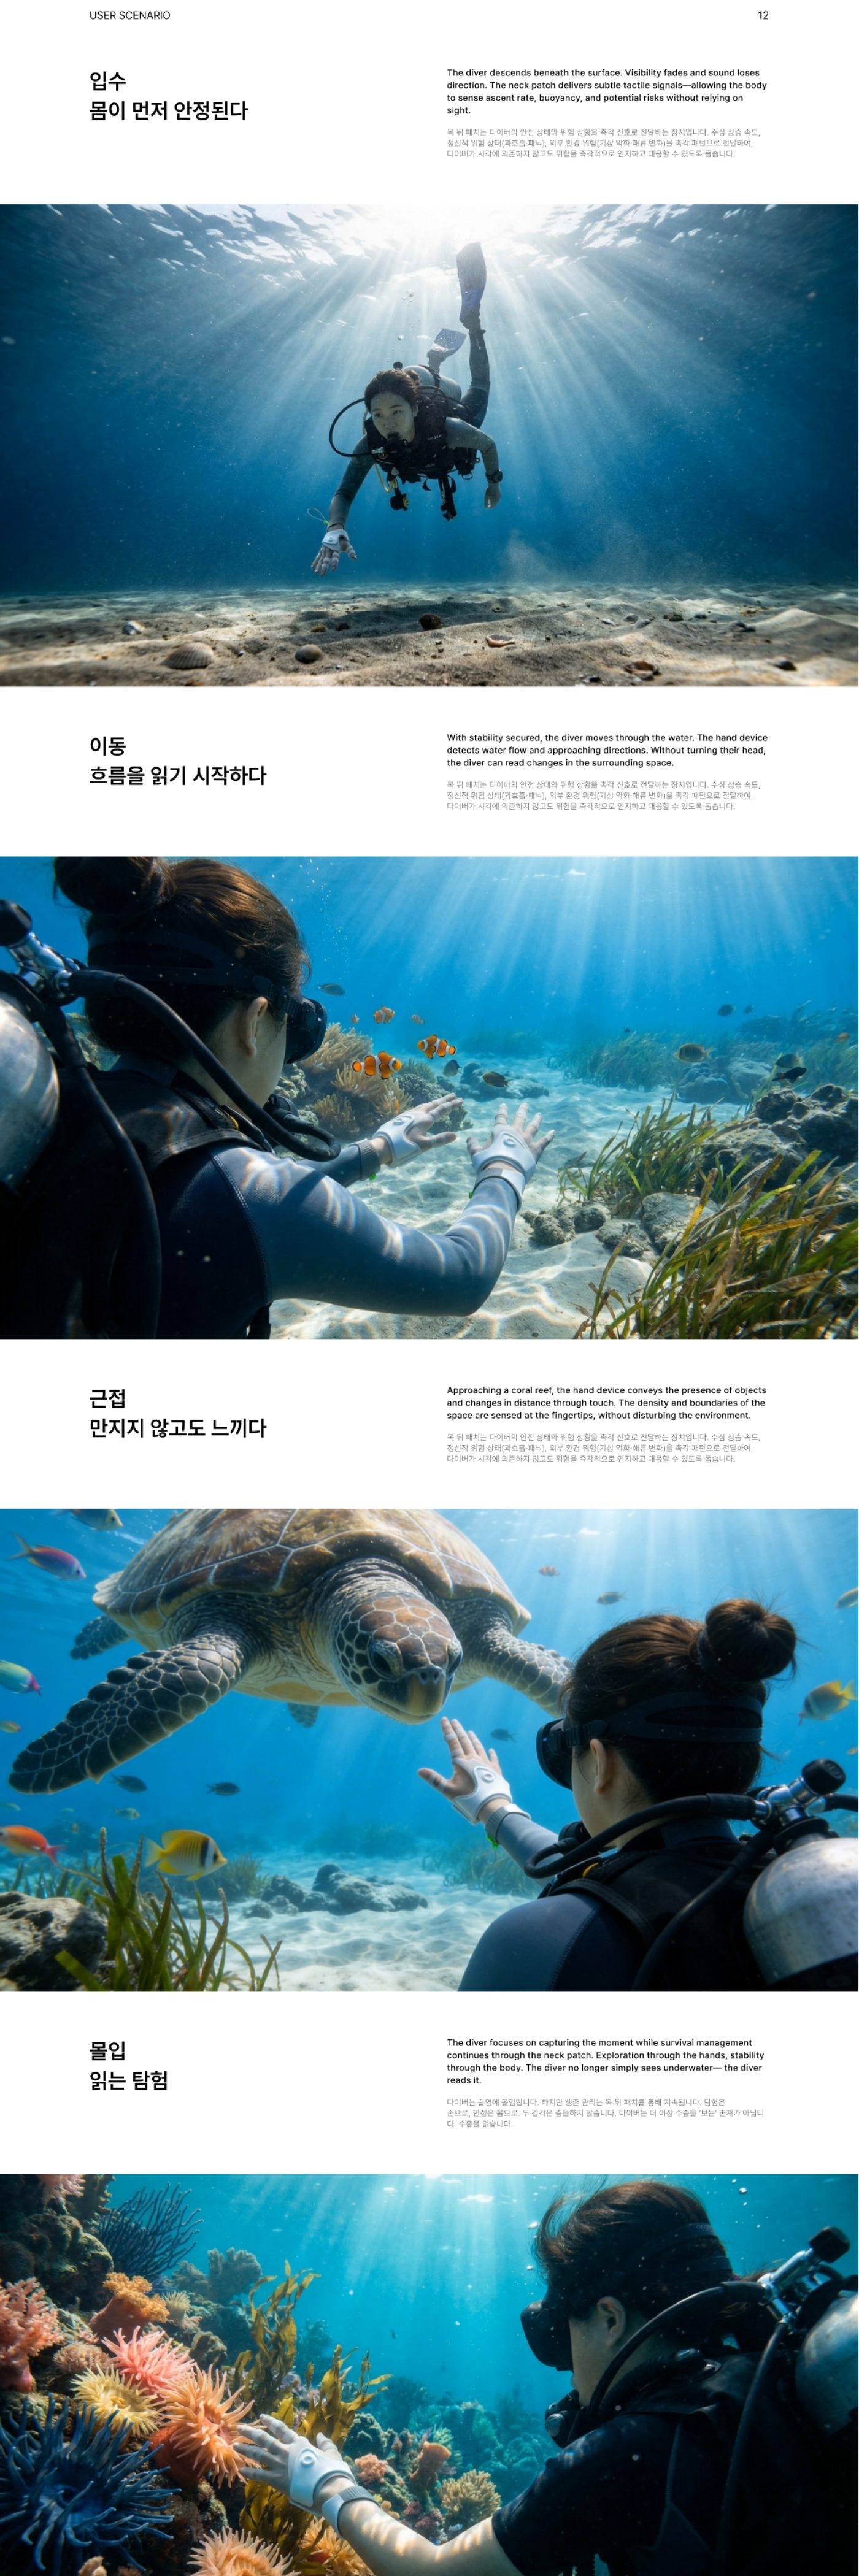 USER SCENARIO
12
입수
몸이 먼저 안정된다
The diver descends beneath the surface. Visibility fades and sound loses
direction. The neck patch delivers subtle tactile signals—allowing the body
to sense ascent rate, buoyancy, and potential risks without relying on
sight.
목 뒤 패치는 다이버의 안전 상태와 위험 상황을 촉각 신호로 전달하는 장치입니다. 수심 상승 속도,
정신적 위험 상태(과호흡·패닉), 외부 환경 위험(기상 악화·해류 변화)을 촉각 패턴으로 전달하여,
다이버가 시각에 의존하지 않고도 위험을 즉각적으로 인지하고 대응할 수 있도록 돕습니다.
이동
흐름을 읽기 시작하다
With stability secured, the diver moves through the water. The hand device
detects water flow and approaching directions. Without turning their head,
the diver can read changes in the surrounding space.
목 뒤 패치는 다이버의 안전 상태와 위험 상황을 촉각 신호로 전달하는 장치입니다. 수심 상승 속도,
정신적 위험 상태(과호흡·패닉), 외부 환경 위험(기상 악화·해류 변화)을 촉각 패턴으로 전달하여,
다이버가 시각에 의존하지 않고도 위험을 즉각적으로 인지하고 대응할 수 있도록 돕습니다.
근접
만지지 않고도 느끼다
Approaching a coral reef, the hand device conveys the presence of objects
and changes in distance through touch. The density and boundaries of the
space are sensed at the fingertips, without disturbing the environment.
목 뒤 패치는 다이버의 안전 상태와 위험 상황을 촉각 신호로 전달하는 장치입니다. 수심 상승 속도,
정신적 위험 상태(과호흡·패닉), 외부 환경 위험(기상 악화·해류 변화)을 촉각 패턴으로 전달하여,
다이버가 시각에 의존하지 않고도 위험을 즉각적으로 인지하고 대응할 수 있도록 돕습니다.
몰입
읽는 탐험
The diver focuses on capturing the moment while survival management
continues through the neck patch. Exploration through the hands, stability
through the body. The diver no longer simply sees underwater— the diver
reads it.
다이버는 촬영에 몰입합니다. 하지만 생존 관리는 목 뒤 패치를 통해 지속됩니다. 탐험은
손으로, 안정은 몸으로. 두 감각은 충돌하지 않습니다. 다이버는 더 이상 수중을 '보는' 존재가 아닙니
다. 수중을 읽습니다.